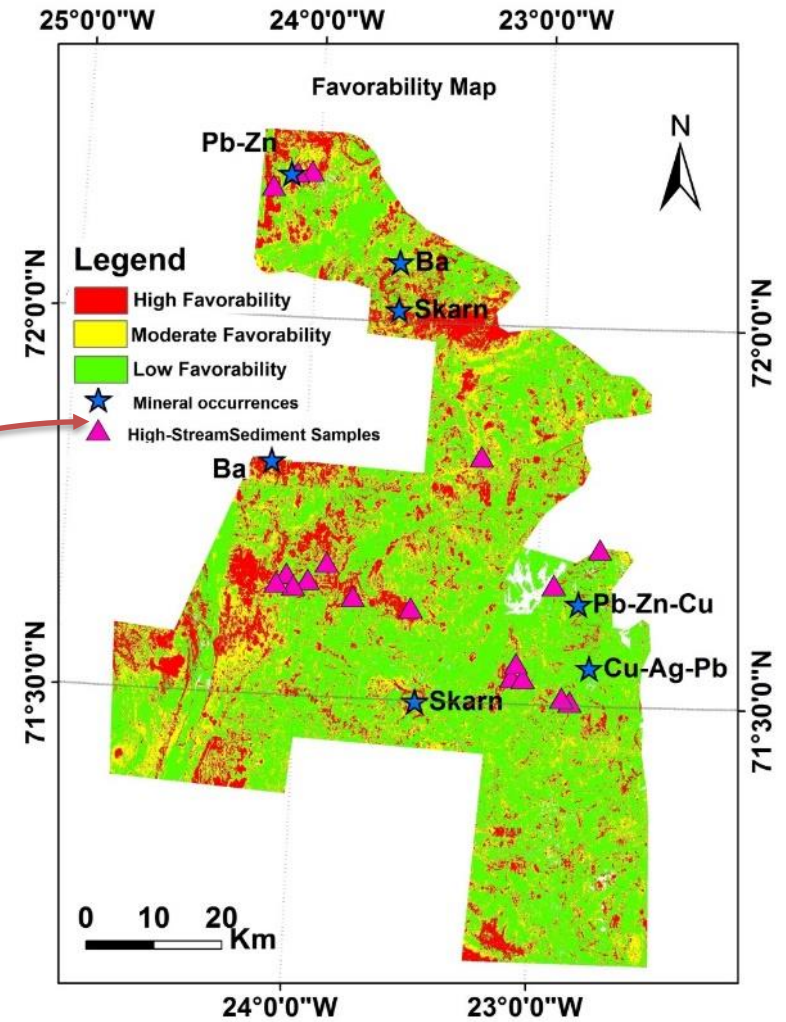 25°0'0"W 24°0'0"W 23°0'0"W
Favorability Map
N
Pb-Zn
Legend
High Favorability
Moderate Favorability
Low Favorability
Mineral occurrences
High-StreamSediment Samples
Ba
Skarn
72°0'0"N
72°0'0"N
Ba
Pb-Zn-Cu
Cu-Ag-Pb
Skarn
71°30'0"N
71°30'0"N
0 10 20
Km
24°0'0"W 23°0'0"W